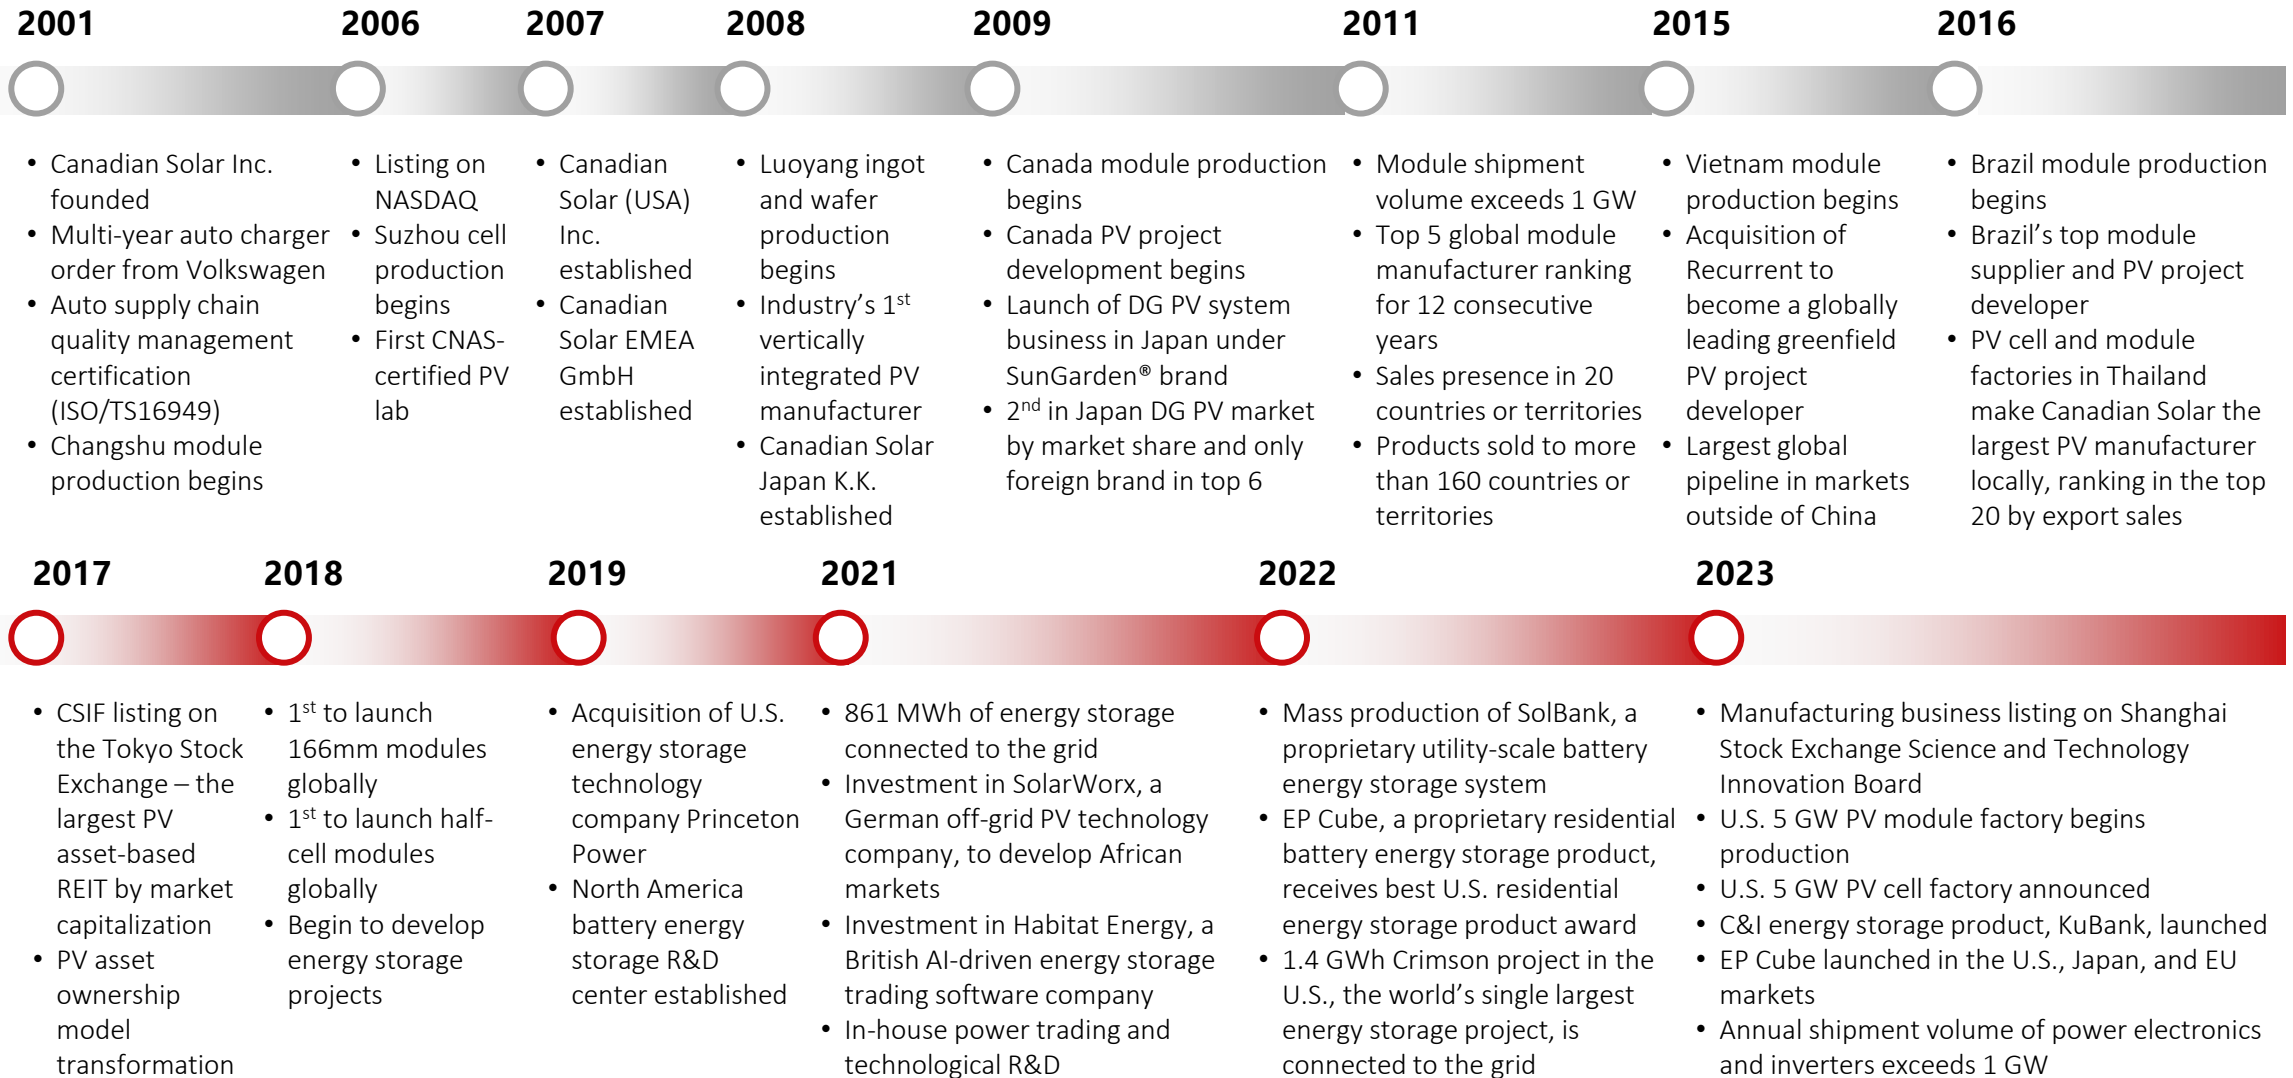 2001
• Canadian Solar Inc.
founded
• Multi-year auto charger
order from Volkswagen
• Auto supply chain
quality management
certification
(ISO/TS16949)
• Changshu module
production begins
2006
• Listing on
NASDAQ
• Suzhou cell
production
begins
• First CNAS-
certified PV
lab
2007
• Canadian
Solar (USA)
Inc.
established
• Canadian
Solar EMEA
GmbH
established
2008
• Luoyang ingot
and wafer
production
begins
• Industry’s 1st
vertically
integrated PV
manufacturer
• Canadian Solar
Japan K.K.
established
2009
• Canada module production
begins
• Canada PV project
development begins
• Launch of DG PV system
business in Japan under
SunGarden® brand
• 2nd in Japan DG PV market
by market share and only
foreign brand in top 6
2011
• Module shipment
volume exceeds 1 GW
• Top 5 global module
manufacturer ranking
for 12 consecutive
years
• Sales presence in 20
countries or territories
• Products sold to more
than 160 countries or
territories
2015
• Vietnam module
production begins
• Acquisition of
Recurrent to
become a globally
leading greenfield
PV project
developer
• Largest global
pipeline in markets
outside of China
2016
• Brazil module production
begins
• Brazil’s top module
supplier and PV project
developer
• PV cell and module
factories in Thailand
make Canadian Solar the
largest PV manufacturer
locally, ranking in the top
20 by export sales
2017
• CSIF listing on
the Tokyo Stock
Exchange – the
largest PV
asset-based
REIT by market
capitalization
• PV asset
ownership
model
transformation
2018
• 1st to launch
166mm modules
globally
• 1st to launch half-
cell modules
globally
• Begin to develop
energy storage
projects
2019
• Acquisition of U.S.
energy storage
technology
company Princeton
Power
• North America
battery energy
storage R&D
center established
2021
• 861 MWh of energy storage
connected to the grid
• Investment in SolarWorx, a
German off-grid PV technology
company, to develop African
markets
• Investment in Habitat Energy, a
British AI-driven energy storage
trading software company
• In-house power trading and
technological R&D
2022
• Mass production of SolBank, a
proprietary utility-scale battery
energy storage system
• EP Cube, a proprietary residential
battery energy storage product,
receives best U.S. residential
energy storage product award
• 1.4 GWh Crimson project in the
U.S., the world’s single largest
energy storage project, is
connected to the grid
2023
• Manufacturing business listing on Shanghai
Stock Exchange Science and Technology
Innovation Board
• U.S. 5 GW PV module factory begins
production
• U.S. 5 GW PV cell factory announced
• C&I energy storage product, KuBank, launched
• EP Cube launched in the U.S., Japan, and EU
markets
• Annual shipment volume of power electronics
and inverters exceeds 1 GW